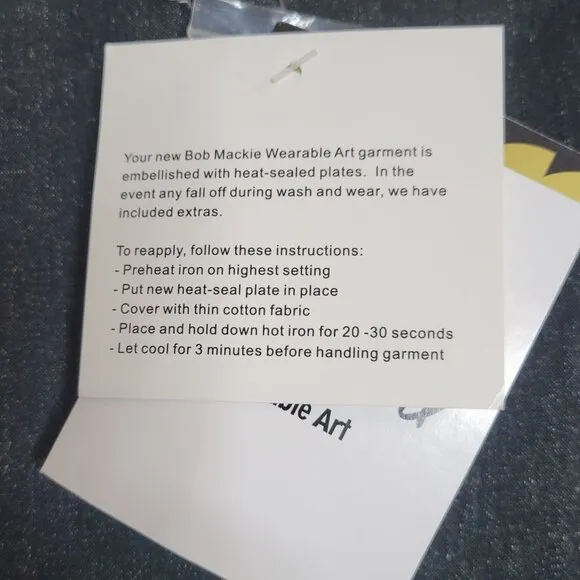 Your new Bob Mackie Wearable Art garment is
embellished with heat-sealed plates. In the
event any fall off during wash and wear, we have
included extras.
To reapply, follow these instructions:
- Preheat iron on highest setting
- Put new heat-seal plate in place
- Cover with thin cotton fabric
- Place and hold down hot iron for 20 -30 seconds
- Let cool for 3 minutes before handling garment
Art